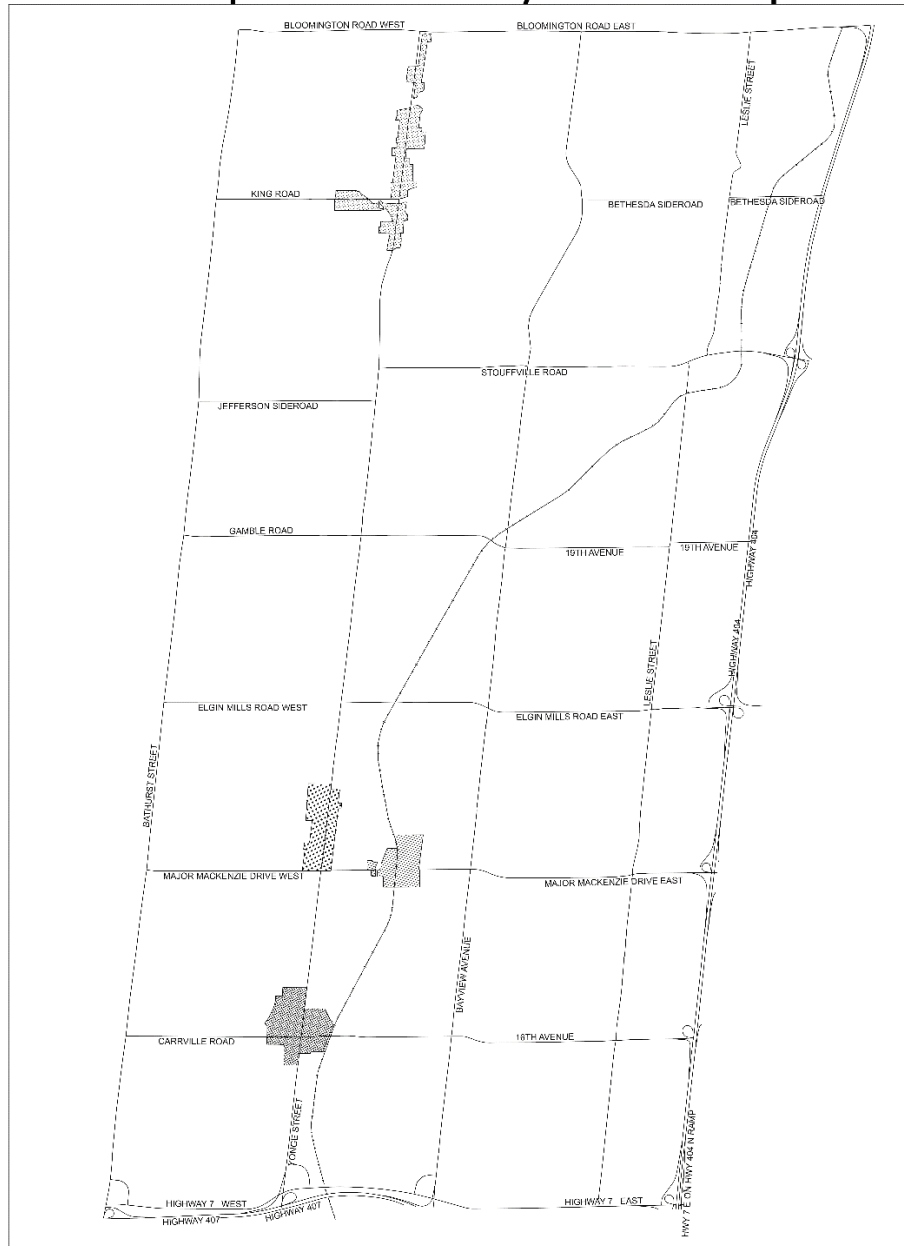 BLOOMINGTON ROAD WEST
BLOOMINGTON ROAD EAST
LESLIE STREET
KING ROAD
BETHESDA SIDEROAD
BETHESDA SIDEROAD
STOUFFVILLE ROAD
JEFFERSON SIDEROAD
GAMBLE ROAD
19TH AVENUE
19TH AVENUE
HIGHWAY 404
HIGHWAY 404
LESLIE STREET
ELGIN MILLS ROAD WEST
ELGIN MILLS ROAD EAST
BATHURST STREET
MAJOR MACKENZIE DRIVE WEST
MAJOR MACKENZIE DRIVE EAST
BAYVIEW AVENUE
CARRVILLE ROAD
16TH AVENUE
YONGE STREET
HWY 7 E ON HWY 404 N RAMP
HIGHWAY 7 WEST
HIGHWAY 7 EAST
HIGHWAY 407
HIGHWAY 407